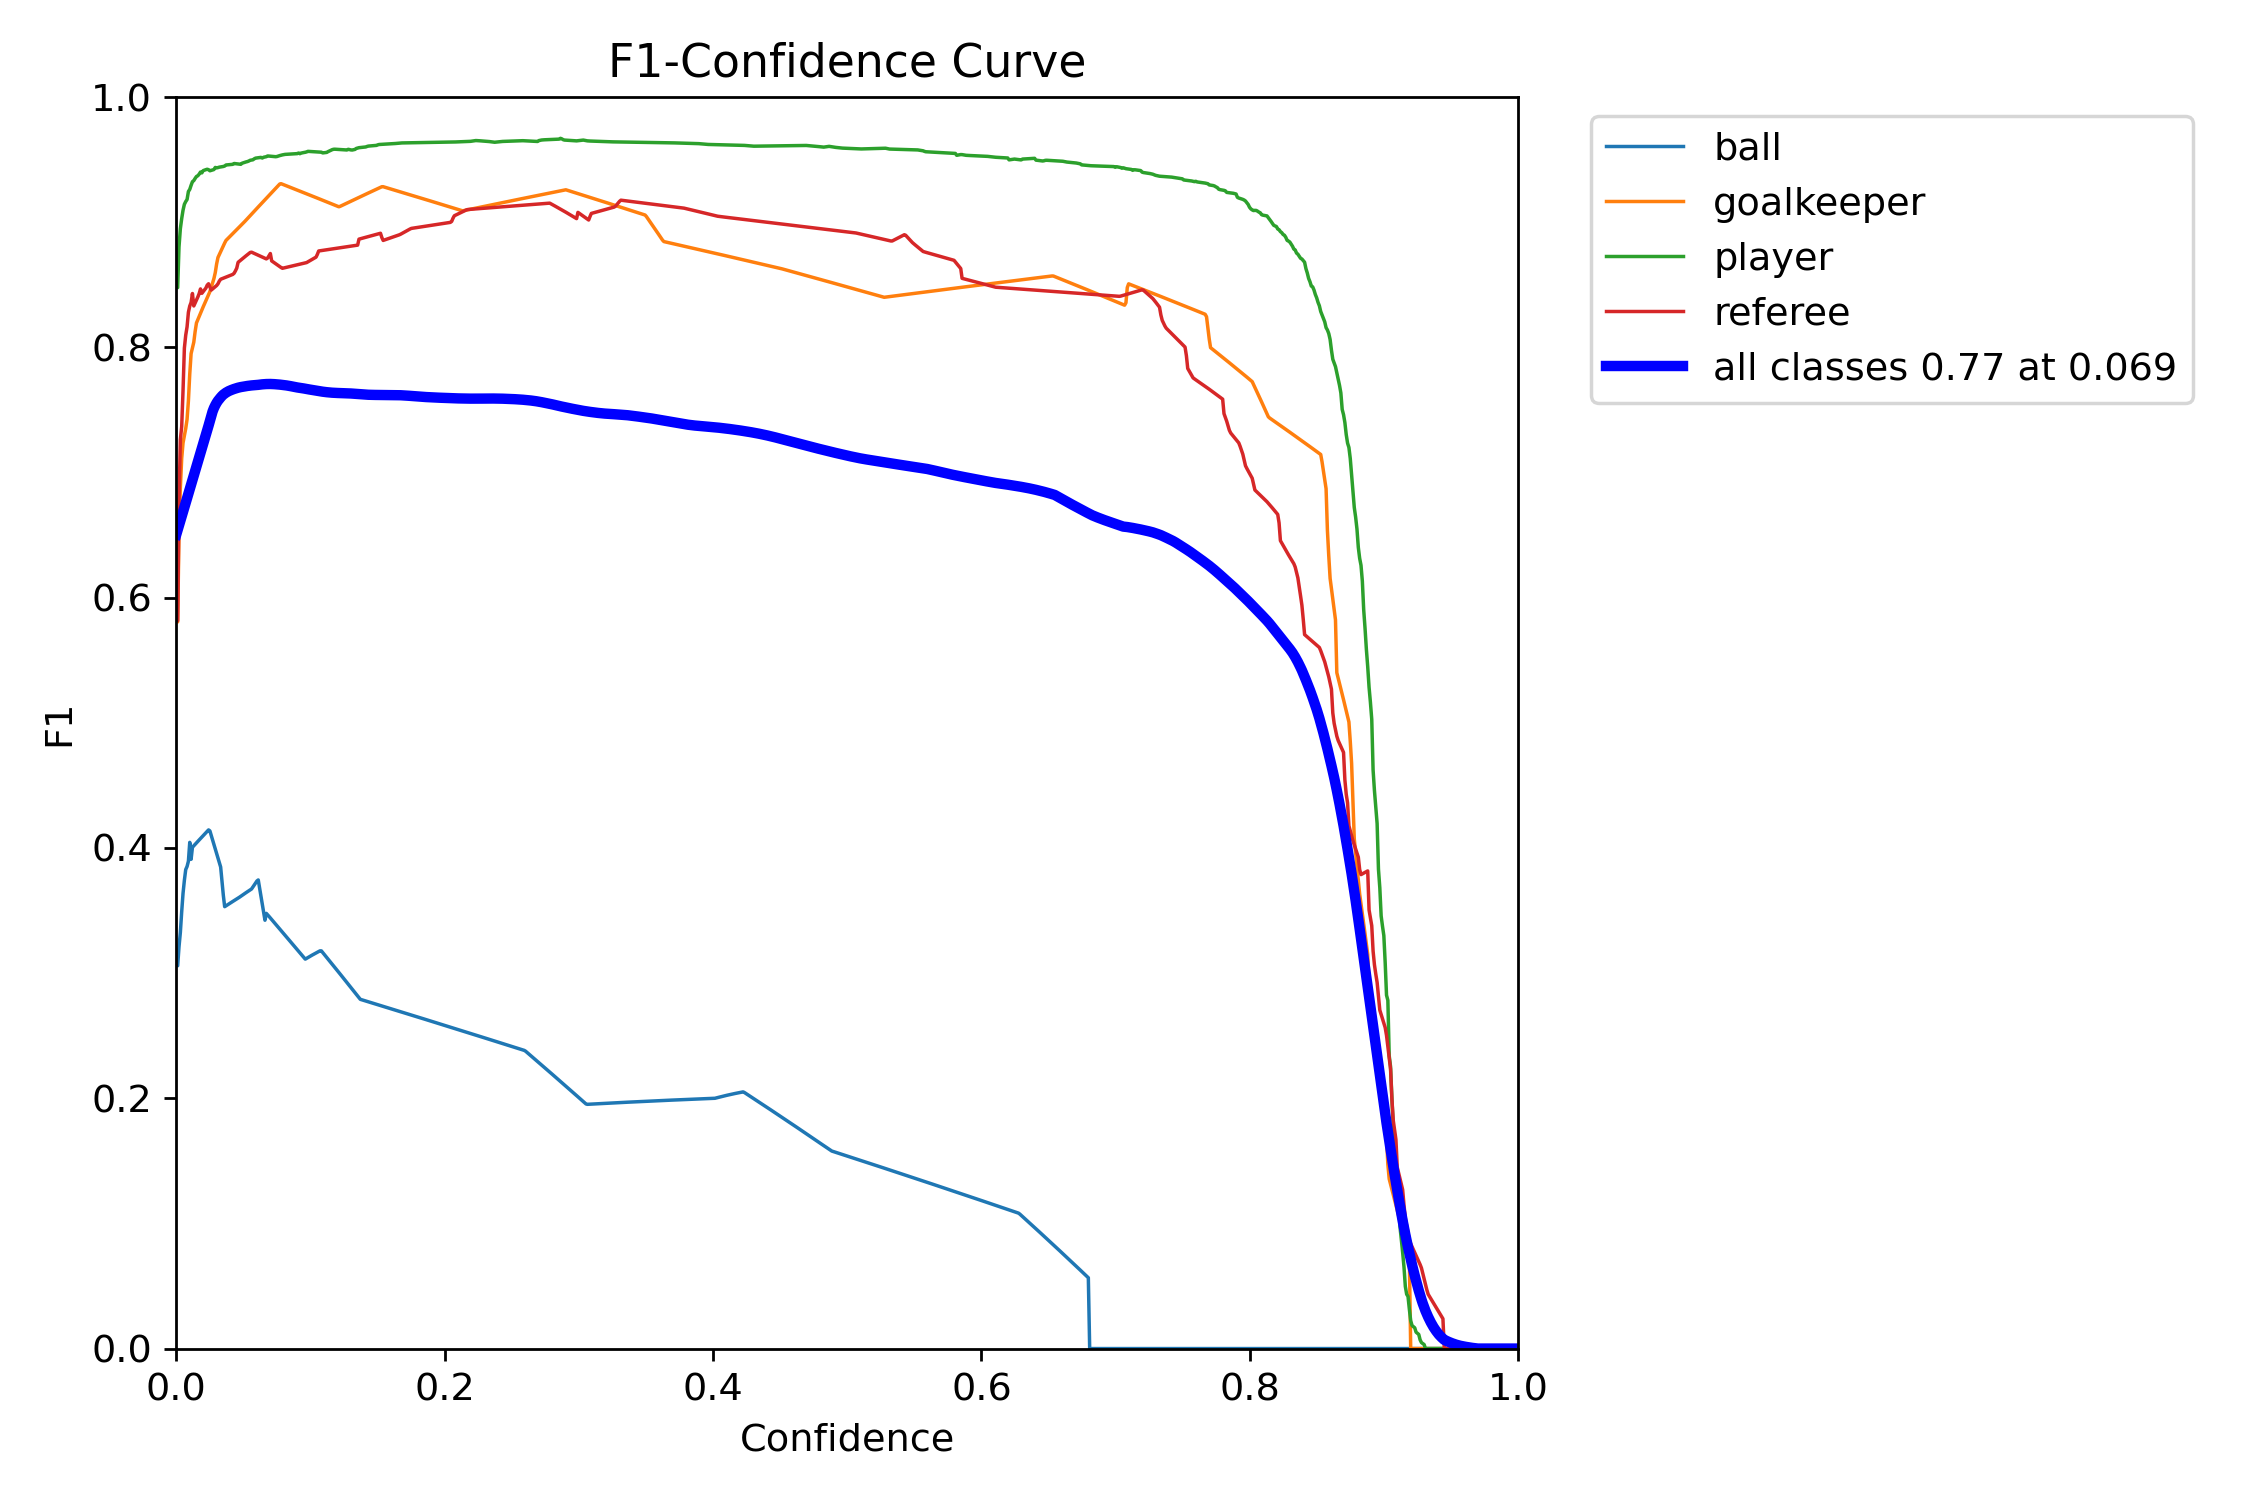 F1-Confidence Curve
1.0
0.8
0.6
0.4
0.2
0.0
F1
0.0 0.2 0.4 0.6 0.8 1.0
Confidence
ball
goalkeeper
player
referee
all classes 0.77 at 0.069